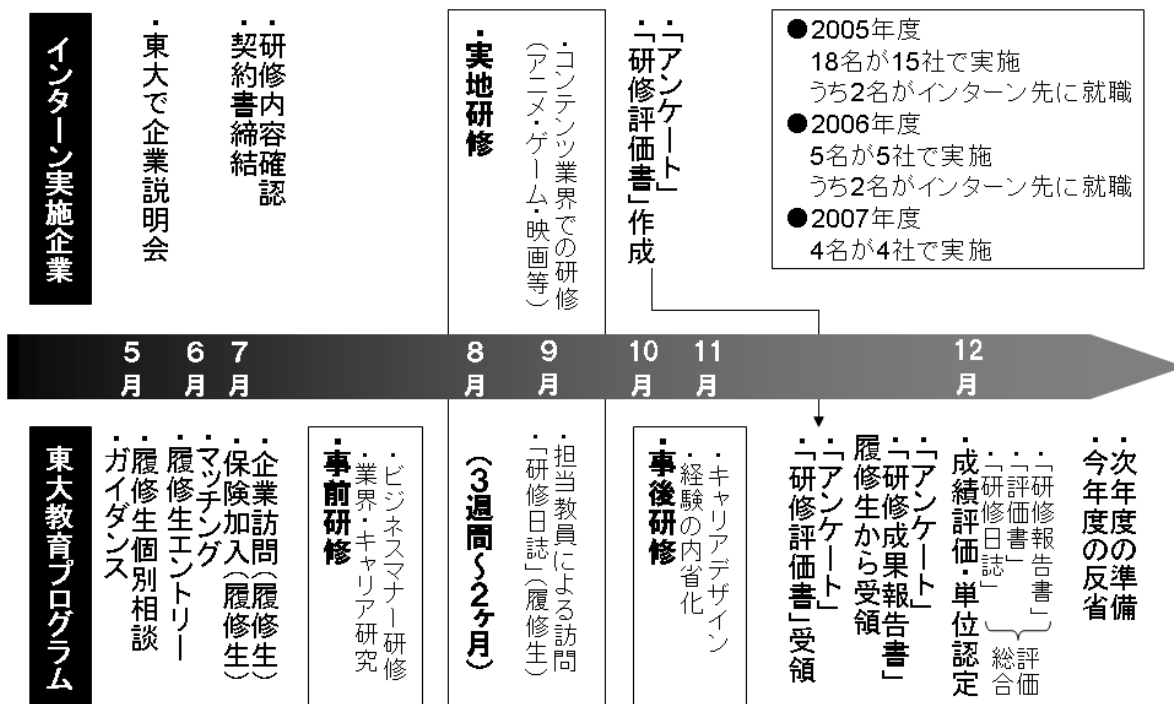 インターン実施企業
・東大で企業説明会
・研修内容確認
契約書締結
・実地研修
・コンテンツ業界での研修
(アニメ・ゲーム・映画等)
・「アンケート」
・「研修評価書」作成
●2005年度
18名が15社で実施
うち2名がインターン先に就職
●2006年度
5名が5社で実施
うち2名がインターン先に就職
●2007年度
4名が4社で実施
5月
6月
7月
8月
9月
10月
11月
12月
東大教育プログラム
・ガイダンス
・履修生個別相談
・履修生エントリー
・マッチング
・保険加入(履修生)
・企業訪問(履修生)
・事前研修
・業界・キャリア研究
・ビジネスマナー研修
(3週間~2ヶ月)
・「研修日誌」(履修生)
・担当教員による訪問
・事後研修
・経験の内省化
・キャリアデザイン
・「研修評価書」受領
・「アンケート」
履修生から受領
・「研修成果報告書」
・「アンケート」
・成績評価・単位認定
・「研修日誌」
・「評価書」
・「研修報告書」
総合
評価
・今年度の反省
・次年度の準備